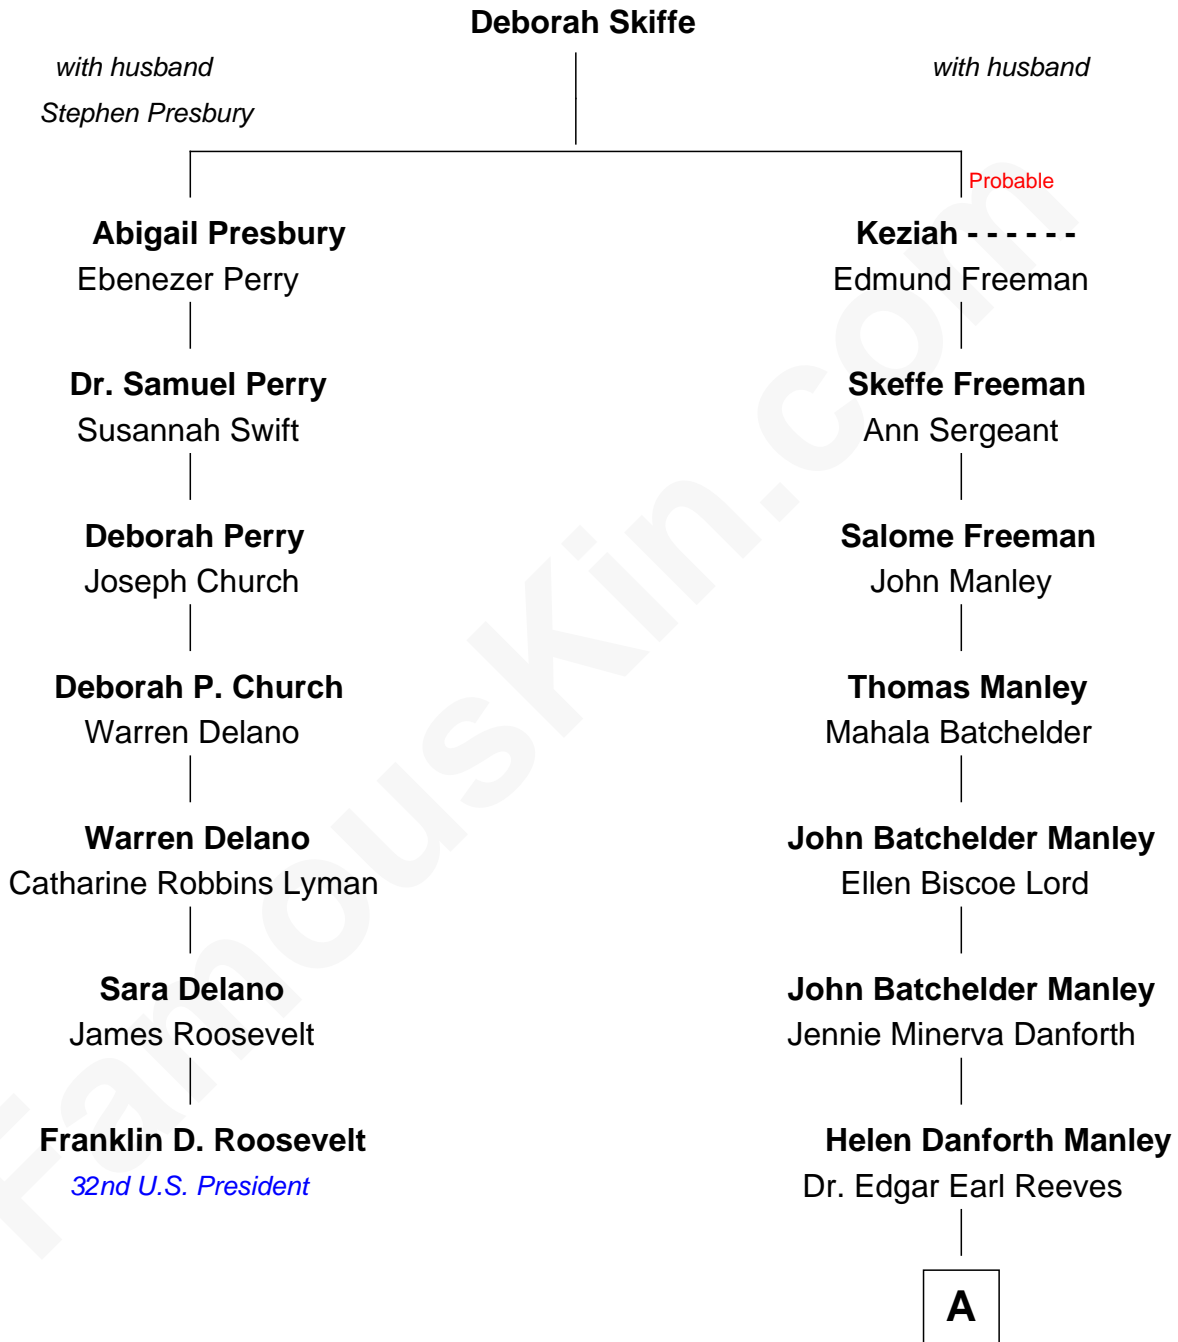 Deborah Skiffe
with husband
with husband
Stephen Presbury
Probable
Abigail Presbury
Keziah - - - - - -
Ebenezer Perry
Edmund Freeman
Dr. Samuel Perry
Skeffe Freeman
Susannah Swift
Ann Sergeant
Deborah Perry
Salome Freeman
Joseph Church
John Manley
Deborah P. Church
Thomas Manley
Warren Delano
Mahala Batchelder
Warren Delano
John Batchelder Manley
Catharine Robbins Lyman
Ellen Biscoe Lord
Sara Delano
John Batchelder Manley
James Roosevelt
Jennie Minerva Danforth
Franklin D. Roosevelt
Helen Danforth Manley
32nd U.S. President
Dr. Edgar Earl Reeves
A
FamousKin.com